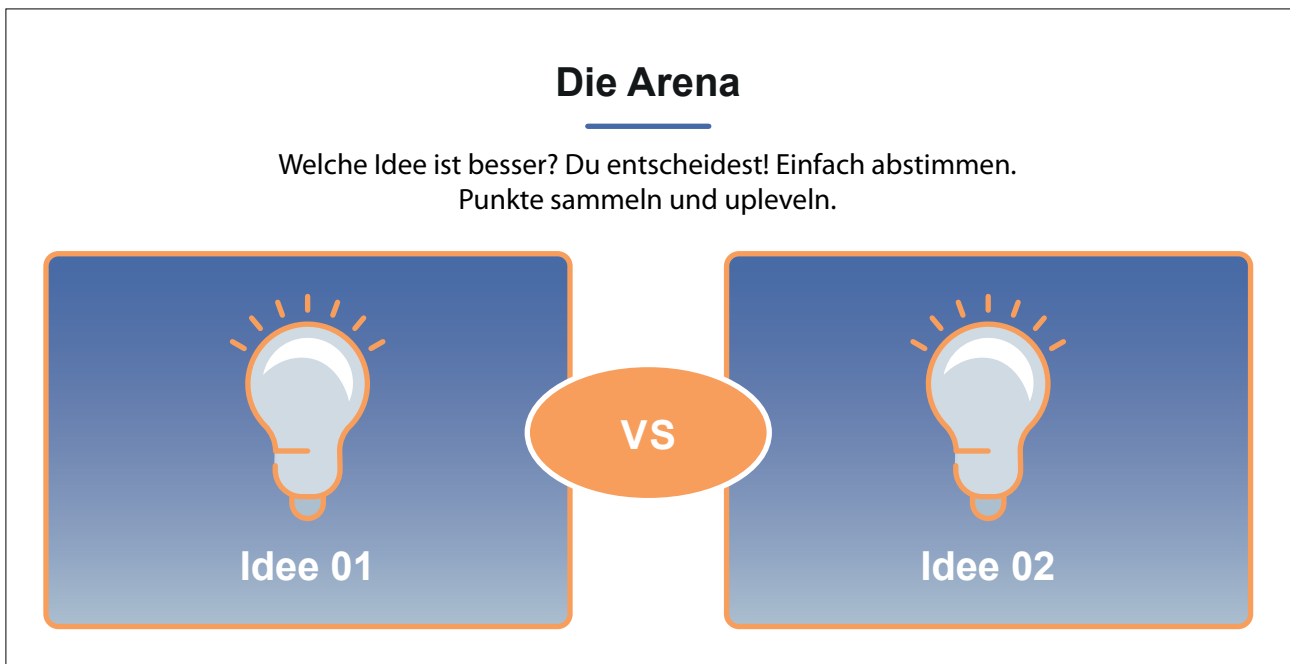 Die Arena
Welche Idee ist besser? Du entscheidest! Einfach abstimmen.
Punkte sammeln und upleveln.
VS
Idee 01
Idee 02